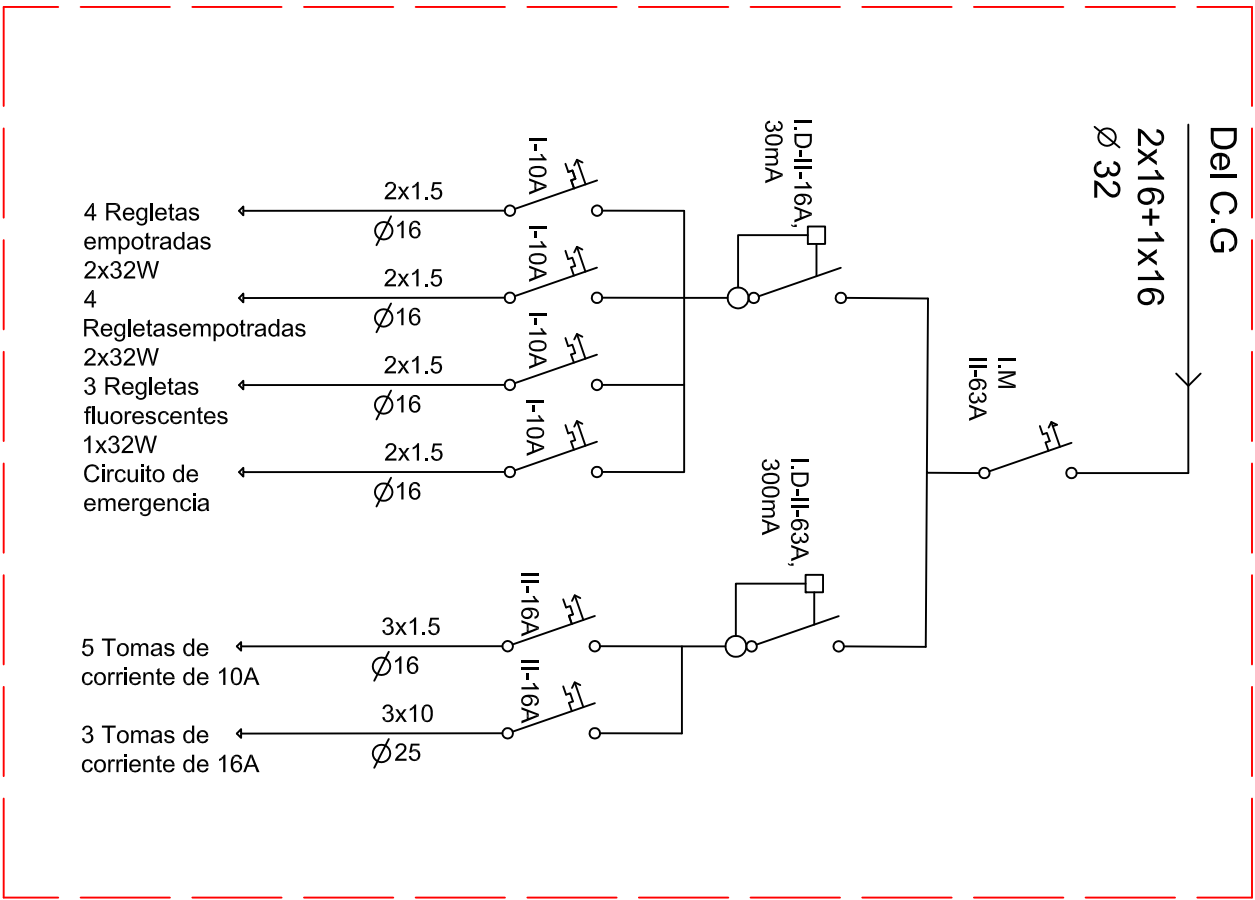 Del C.G
2x16+1x16
Ø 32
I.M
II-63A
I.D-II-16A,
30mA
I.D-II-63A,
300mA
I-10A
2x1.5
Ø16
4 Regletas
empotradas
2x32W
I-10A
2x1.5
Ø16
4
Regletasempotradas
2x32W
I-10A
2x1.5
Ø16
3 Regletas
fluorescentes
1x32W
I-10A
2x1.5
Ø16
Circuito de
emergencia
II-16A
3x1.5
Ø16
5 Tomas de
corriente de 10A
II-16A
3x10
Ø25
3 Tomas de
corriente de 16A